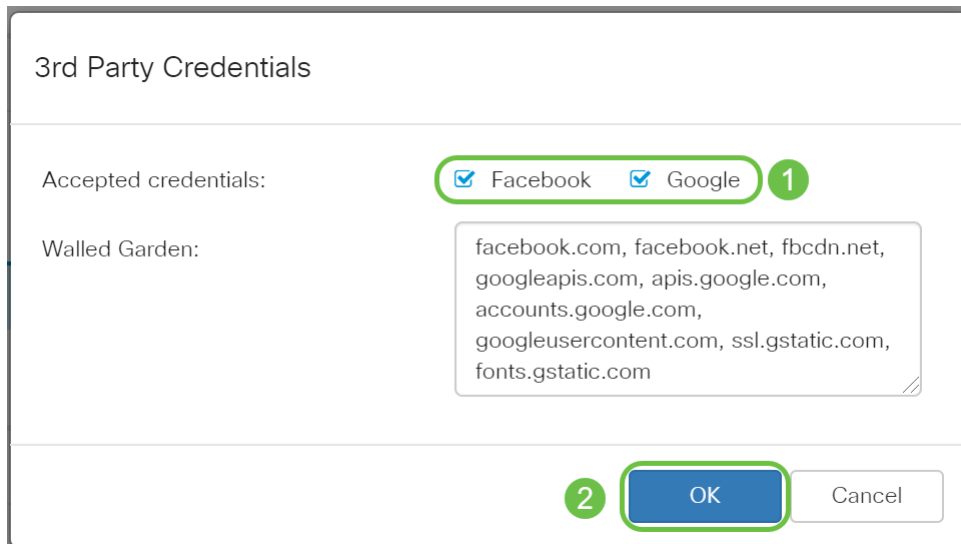 3rd Party Credentials
Accepted credentials: Facebook Google 1
Walled Garden:
facebook.com, facebook.net, fbcdn.net,
googleapis.com, apis.google.com,
accounts.google.com,
googleusercontent.com, ssl.gstatic.com,
fonts.gstatic.com
2 OK Cancel